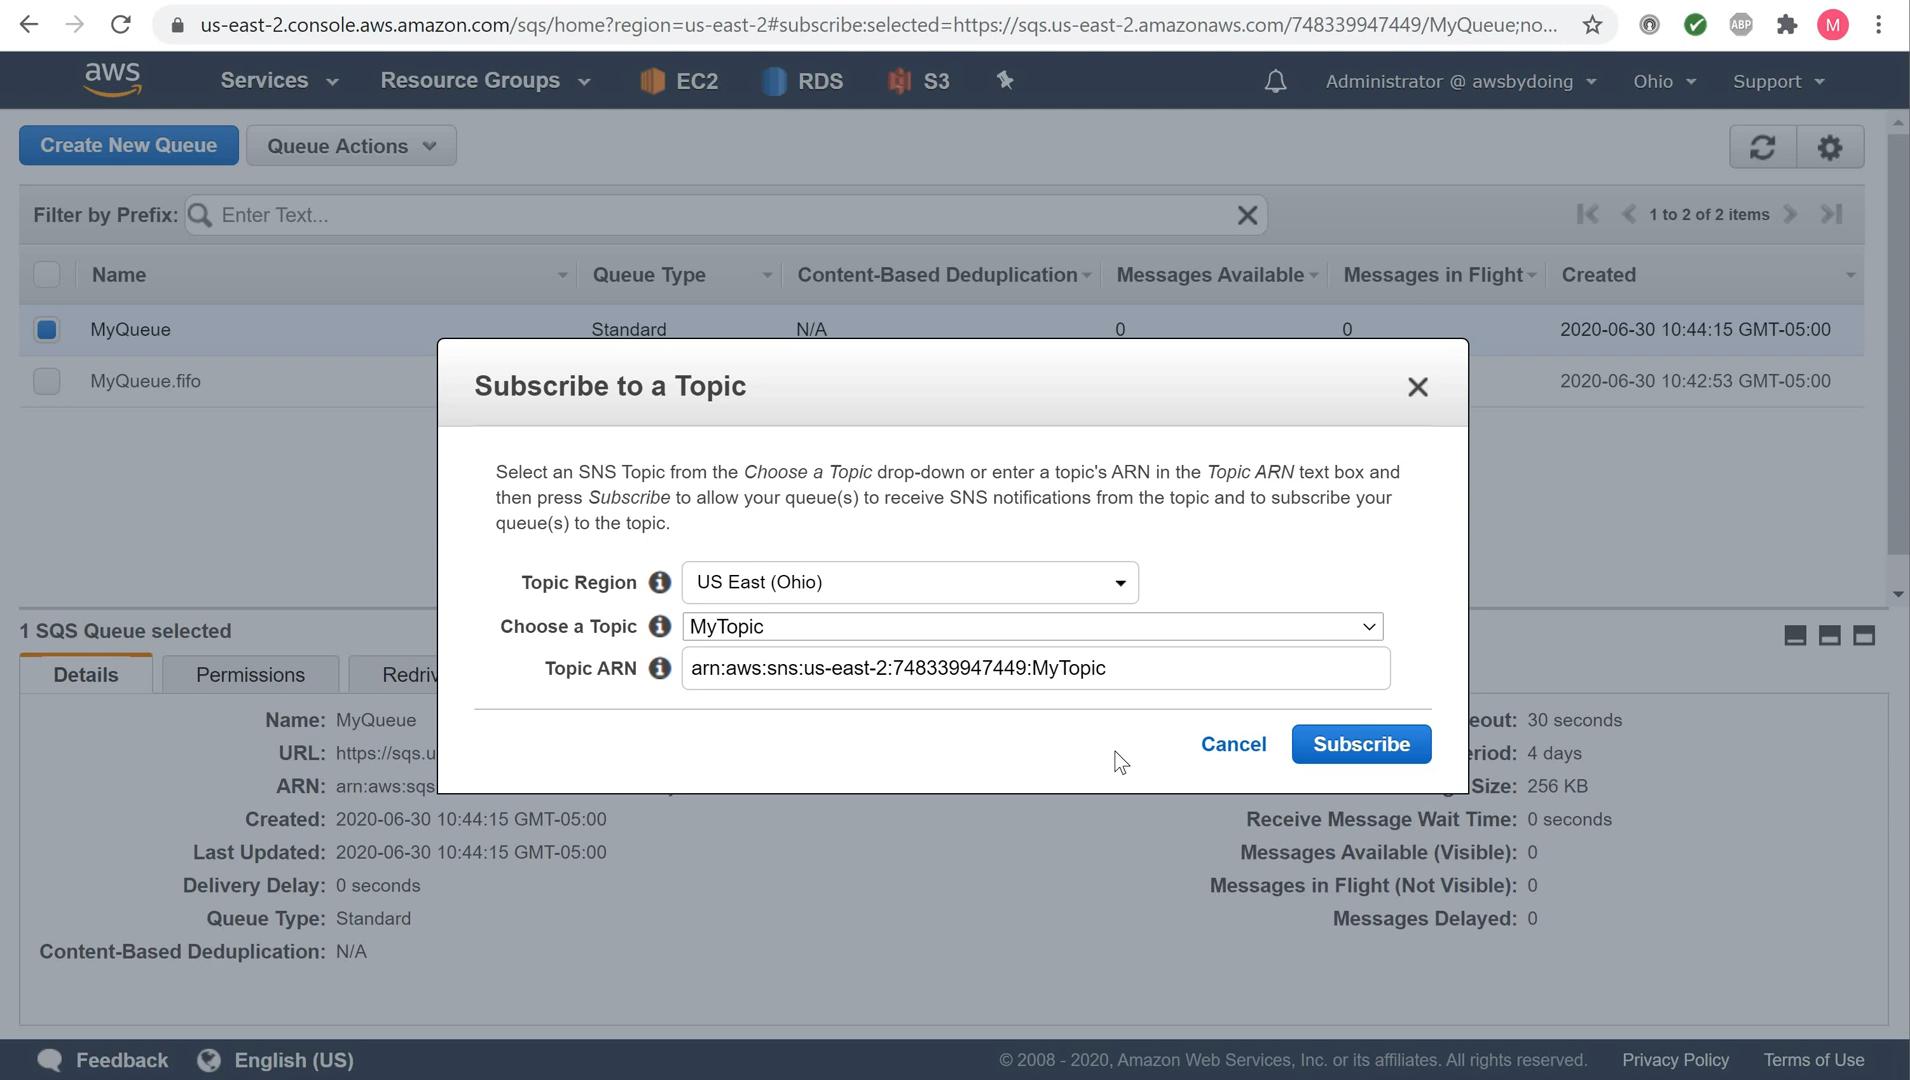 us-east-2.console.aws.amazon.com/sqs/home?region=us-east-2#subscribe:selected=https://sqs.us-east-2.amazonaws.com/748339947449/MyQueue;no...
ABP
M
aws
Services
Resource Groups
EC2
RDS
S3
Administrator @ awsbydoing
Ohio
Support
Create New Queue
Queue Actions
Filter by Prefix:
Enter Text...
1 to 2 of 2 items
Name
Queue Type
Content-Based Deduplication
Messages Available
Messages in Flight
Created
MyQueue
Standard
N/A
0
0
2020-06-30 10:44:15 GMT-05:00
MyQueue.fifo
2020-06-30 10:42:53 GMT-05:00
Subscribe to a Topic
Select an SNS Topic from the Choose a Topic drop-down or enter a topic's ARN in the Topic ARN text box and
then press Subscribe to allow your queue(s) to receive SNS notifications from the topic and to subscribe your
queue(s) to the topic.
Topic Region
US East (Ohio)
Choose a Topic
MyTopic
Topic ARN
arn:aws:sns:us-east-2:748339947449:MyTopic
Cancel
Subscribe
1 SQS Queue selected
Details
Permissions
Redriv
Name: MyQueue
URL: https://sqs.u
ARN: arn:aws:sqs
Created: 2020-06-30 10:44:15 GMT-05:00
Last Updated: 2020-06-30 10:44:15 GMT-05:00
Delivery Delay: 0 seconds
Queue Type: Standard
Content-Based Deduplication: N/A
eout: 30 seconds
riod: 4 days
Size: 256 KB
Receive Message Wait Time: 0 seconds
Messages Available (Visible): 0
Messages in Flight (Not Visible): 0
Messages Delayed: 0
Feedback
English (US)
© 2008 - 2020, Amazon Web Services, Inc. or its affiliates. All rights reserved.
Privacy Policy
Terms of Use